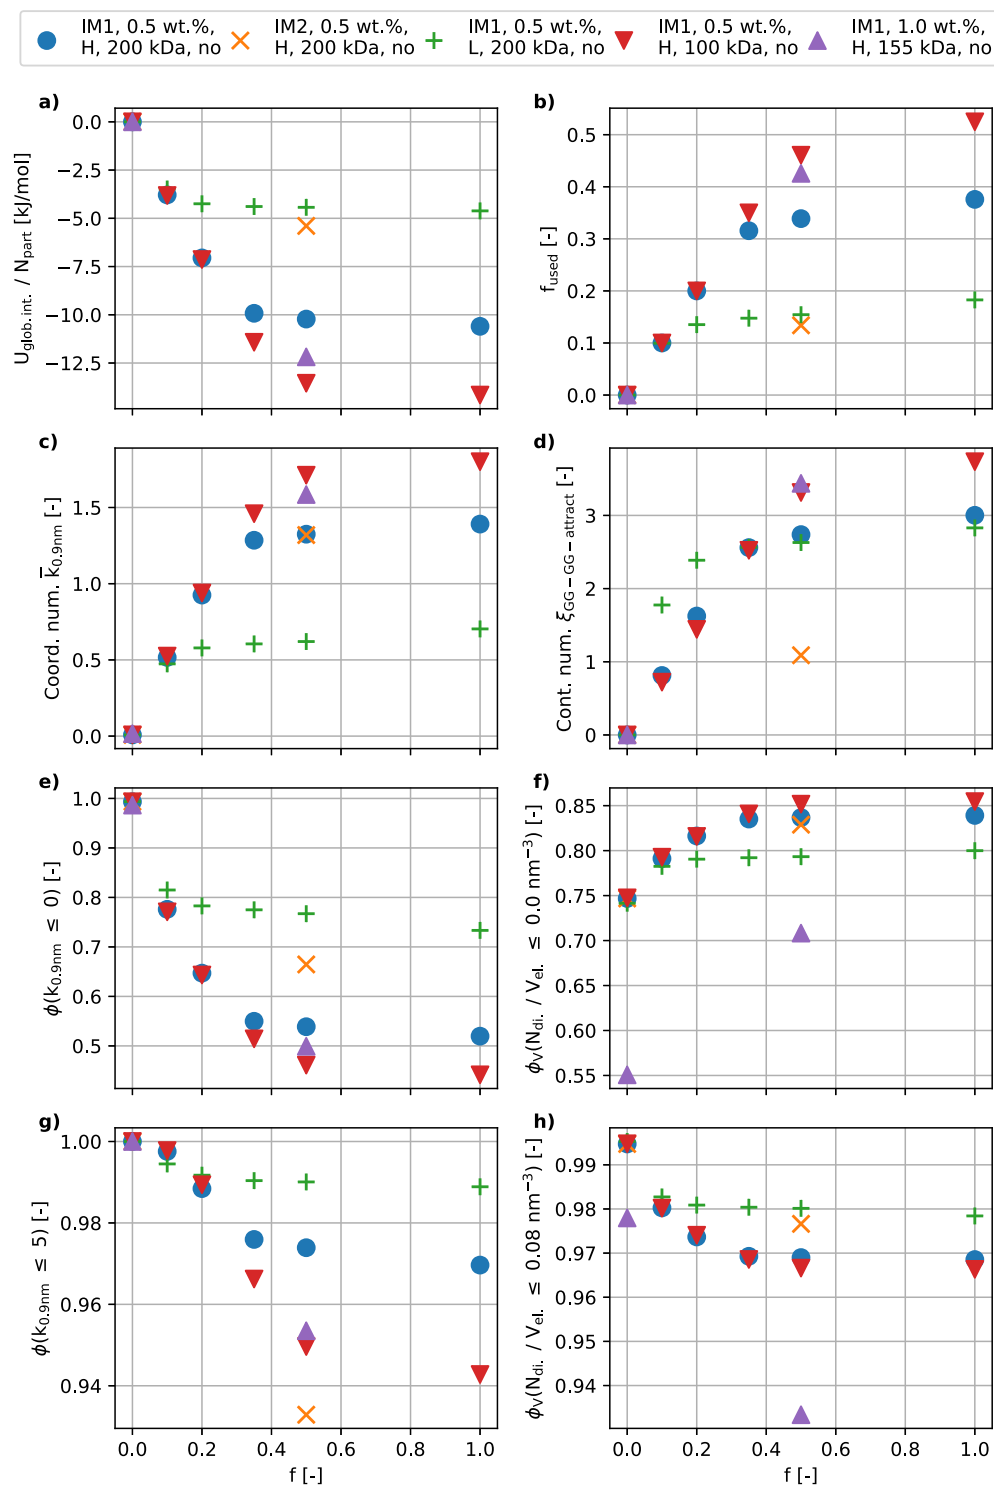 IM1, 0.5 wt.%,
H, 200 kDa, no
IM2, 0.5 wt.%,
H, 200 kDa, no
IM1, 0.5 wt.%,
L, 200 kDa, no
IM1, 0.5 wt.%,
H, 100 kDa, no
IM1, 1.0 wt.%,
H, 155 kDa, no
a)
U_glob.int. / N_part [kJ/mol]
0.0
−2.5
−5.0
−7.5
−10.0
−12.5
b)
f_used [-]
0.5
0.4
0.3
0.2
0.1
0.0
c)
Coord. num. k̅_0.9nm [-]
1.5
1.0
0.5
0.0
d)
Cont. num. ξ_GG−GG−attract [-]
3
2
1
0
e)
ϕ(k_0.9nm ≤ 0) [-]
1.0
0.9
0.8
0.7
0.6
0.5
f)
ϕ_V(N_di. / V_el. ≤ 0.0 nm⁻³) [-]
0.85
0.80
0.75
0.70
0.65
0.60
0.55
g)
ϕ(k_0.9nm ≤ 5) [-]
1.00
0.98
0.96
0.94
0.0 0.2 0.4 0.6 0.8 1.0
f [-]
h)
ϕ_V(N_di. / V_el. ≤ 0.08 nm⁻³) [-]
0.99
0.98
0.97
0.96
0.95
0.94
0.0 0.2 0.4 0.6 0.8 1.0
f [-]